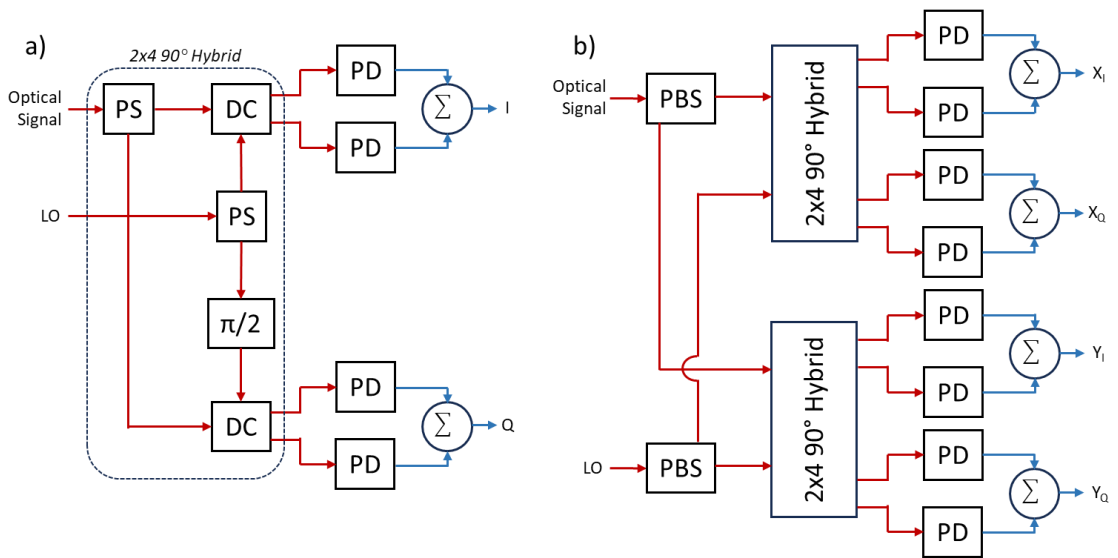 a)
2x4 90° Hybrid
Optical
Signal
PS
DC
PD
PD
∑
I
LO
PS
π/2
DC
PD
PD
∑
Q
b)
Optical
Signal
PBS
2x4 90° Hybrid
PD
PD
∑
X_I
PD
PD
∑
X_Q
LO
PBS
2x4 90° Hybrid
PD
PD
∑
Y_I
PD
PD
∑
Y_Q